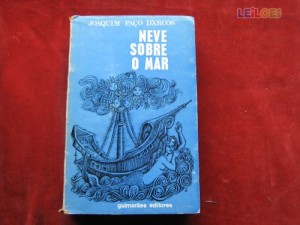 LEILOES
JOAQUIM PAÇO D'ARCOS
NEVE
SOBRE
O MAR
guimarães editores